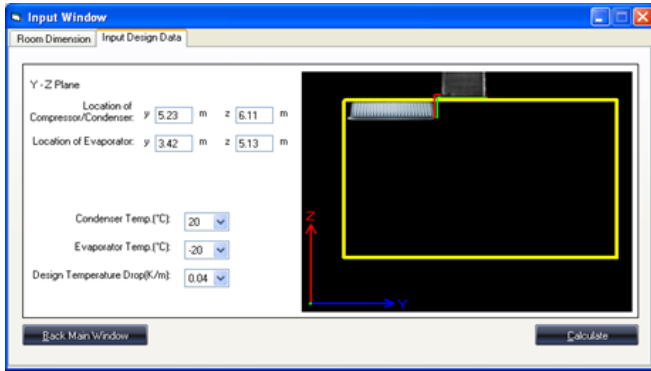 Input Window
Room Dimension Input Design Data
Y - Z Plane
Location of
Compressor/Condenser: y 5.23 m z 6.11 m
Location of Evaporator: y 3.42 m z 5.13 m
Condenser Temp.(°C): 20
Evaporator Temp.(°C): -20
Design Temperature Drop(K/m): 0.04
Z
Y
Back Main Window Calculate